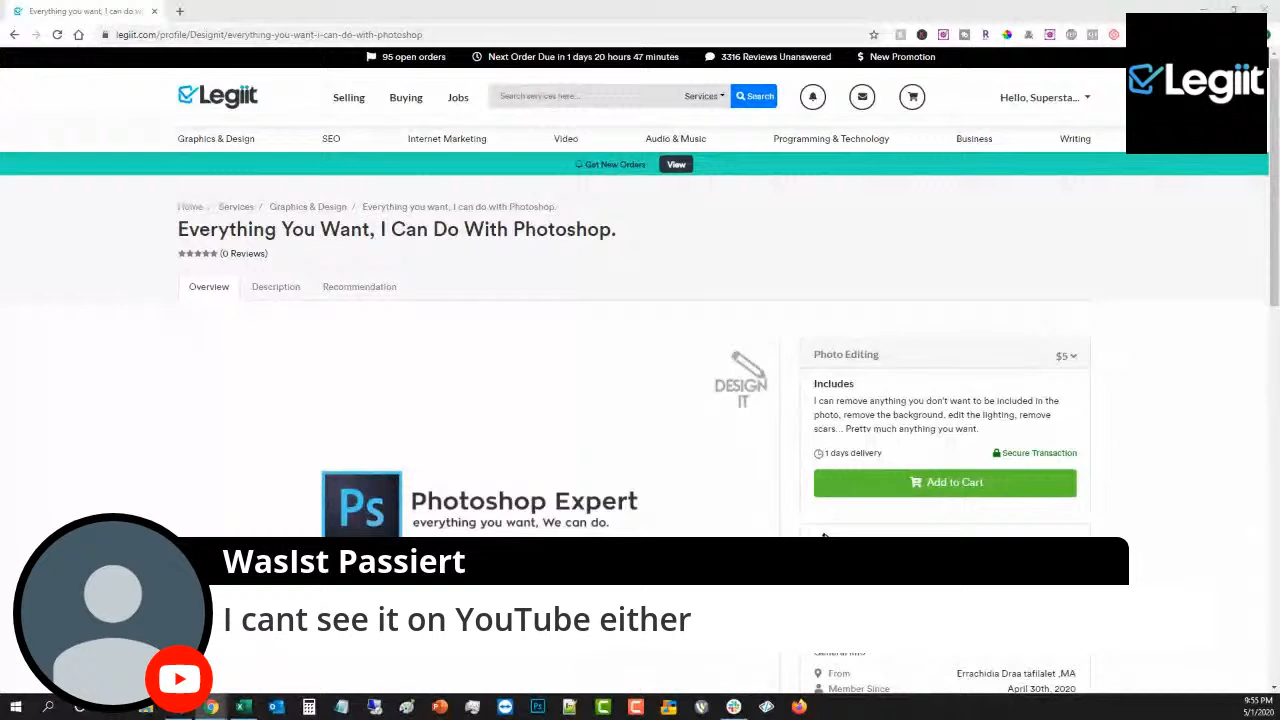 Everything you want, I can do wi
legiit.com/profile/Designit/everything-you-want-i-can-do-with-photoshop
95 open orders
Next Order Due in 1 days 20 hours 47 minutes
3316 Reviews Unanswered
$ New Promotion
Legiit
Selling
Buying
Jobs
Search services here...
Services
Search
Hello, Supersta...
Legiit
Graphics & Design
SEO
Internet Marketing
Video
Audio & Music
Programming & Technology
Business
Writing
Get New Orders
View
Home / Services / Graphics & Design / Everything you want, I can do with Photoshop.
Everything You Want, I Can Do With Photoshop.
(0 Reviews)
Overview
Description
Recommendation
DESIGN
IT
Ps
Photoshop Expert
everything you want, We can do.
Photo Editing
$5
Includes
I can remove anything you don't want to be included in the
photo, remove the background, edit the lighting, remove
scars... Pretty much anything you want.
1 days delivery
Secure Transaction
Add to Cart
WasIst Passiert
I cant see it on YouTube either
General Info
From
Errachidia Draa tafilalet ,MA
Member Since
April 30th, 2020
9:55 PM
5/1/2020